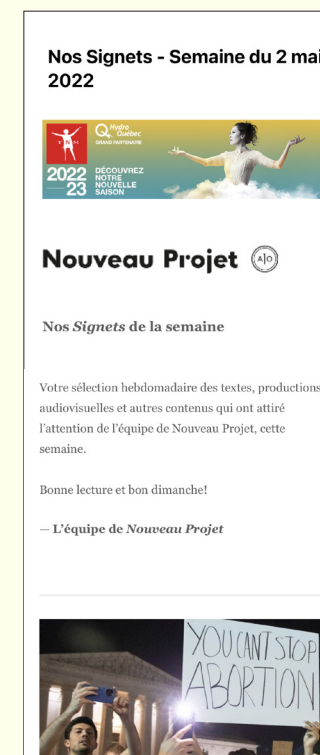 Nos Signets - Semaine du 2 mai
2022
TNM
Hydro
Québec
GRAND PARTENAIRE
2022
23
DÉCOUVREZ
NOTRE
NOUVELLE
SAISON
Nouveau Projet
A|O
Nos Signets de la semaine
Votre sélection hebdomadaire des textes, productions
audiovisuelles et autres contenus qui ont attiré
l'attention de l'équipe de Nouveau Projet, cette
semaine.
Bonne lecture et bon dimanche!
— L'équipe de Nouveau Projet
YOU CANT STOP
ABORTION